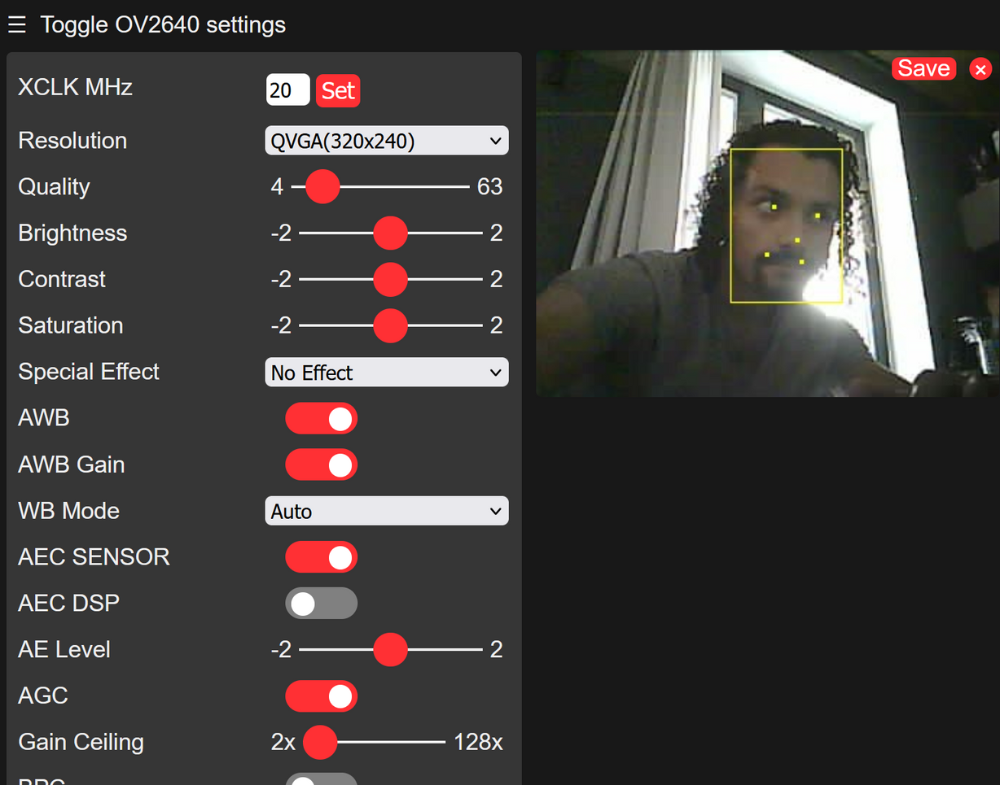 ☰ Toggle OV2640 settings
Save ×
XCLK MHz 20 Set
Resolution QVGA(320x240)
Quality 4 63
Brightness -2 2
Contrast -2 2
Saturation -2 2
Special Effect No Effect
AWB
AWB Gain
WB Mode Auto
AEC SENSOR
AEC DSP
AE Level -2 2
AGC
Gain Ceiling 2x 128x